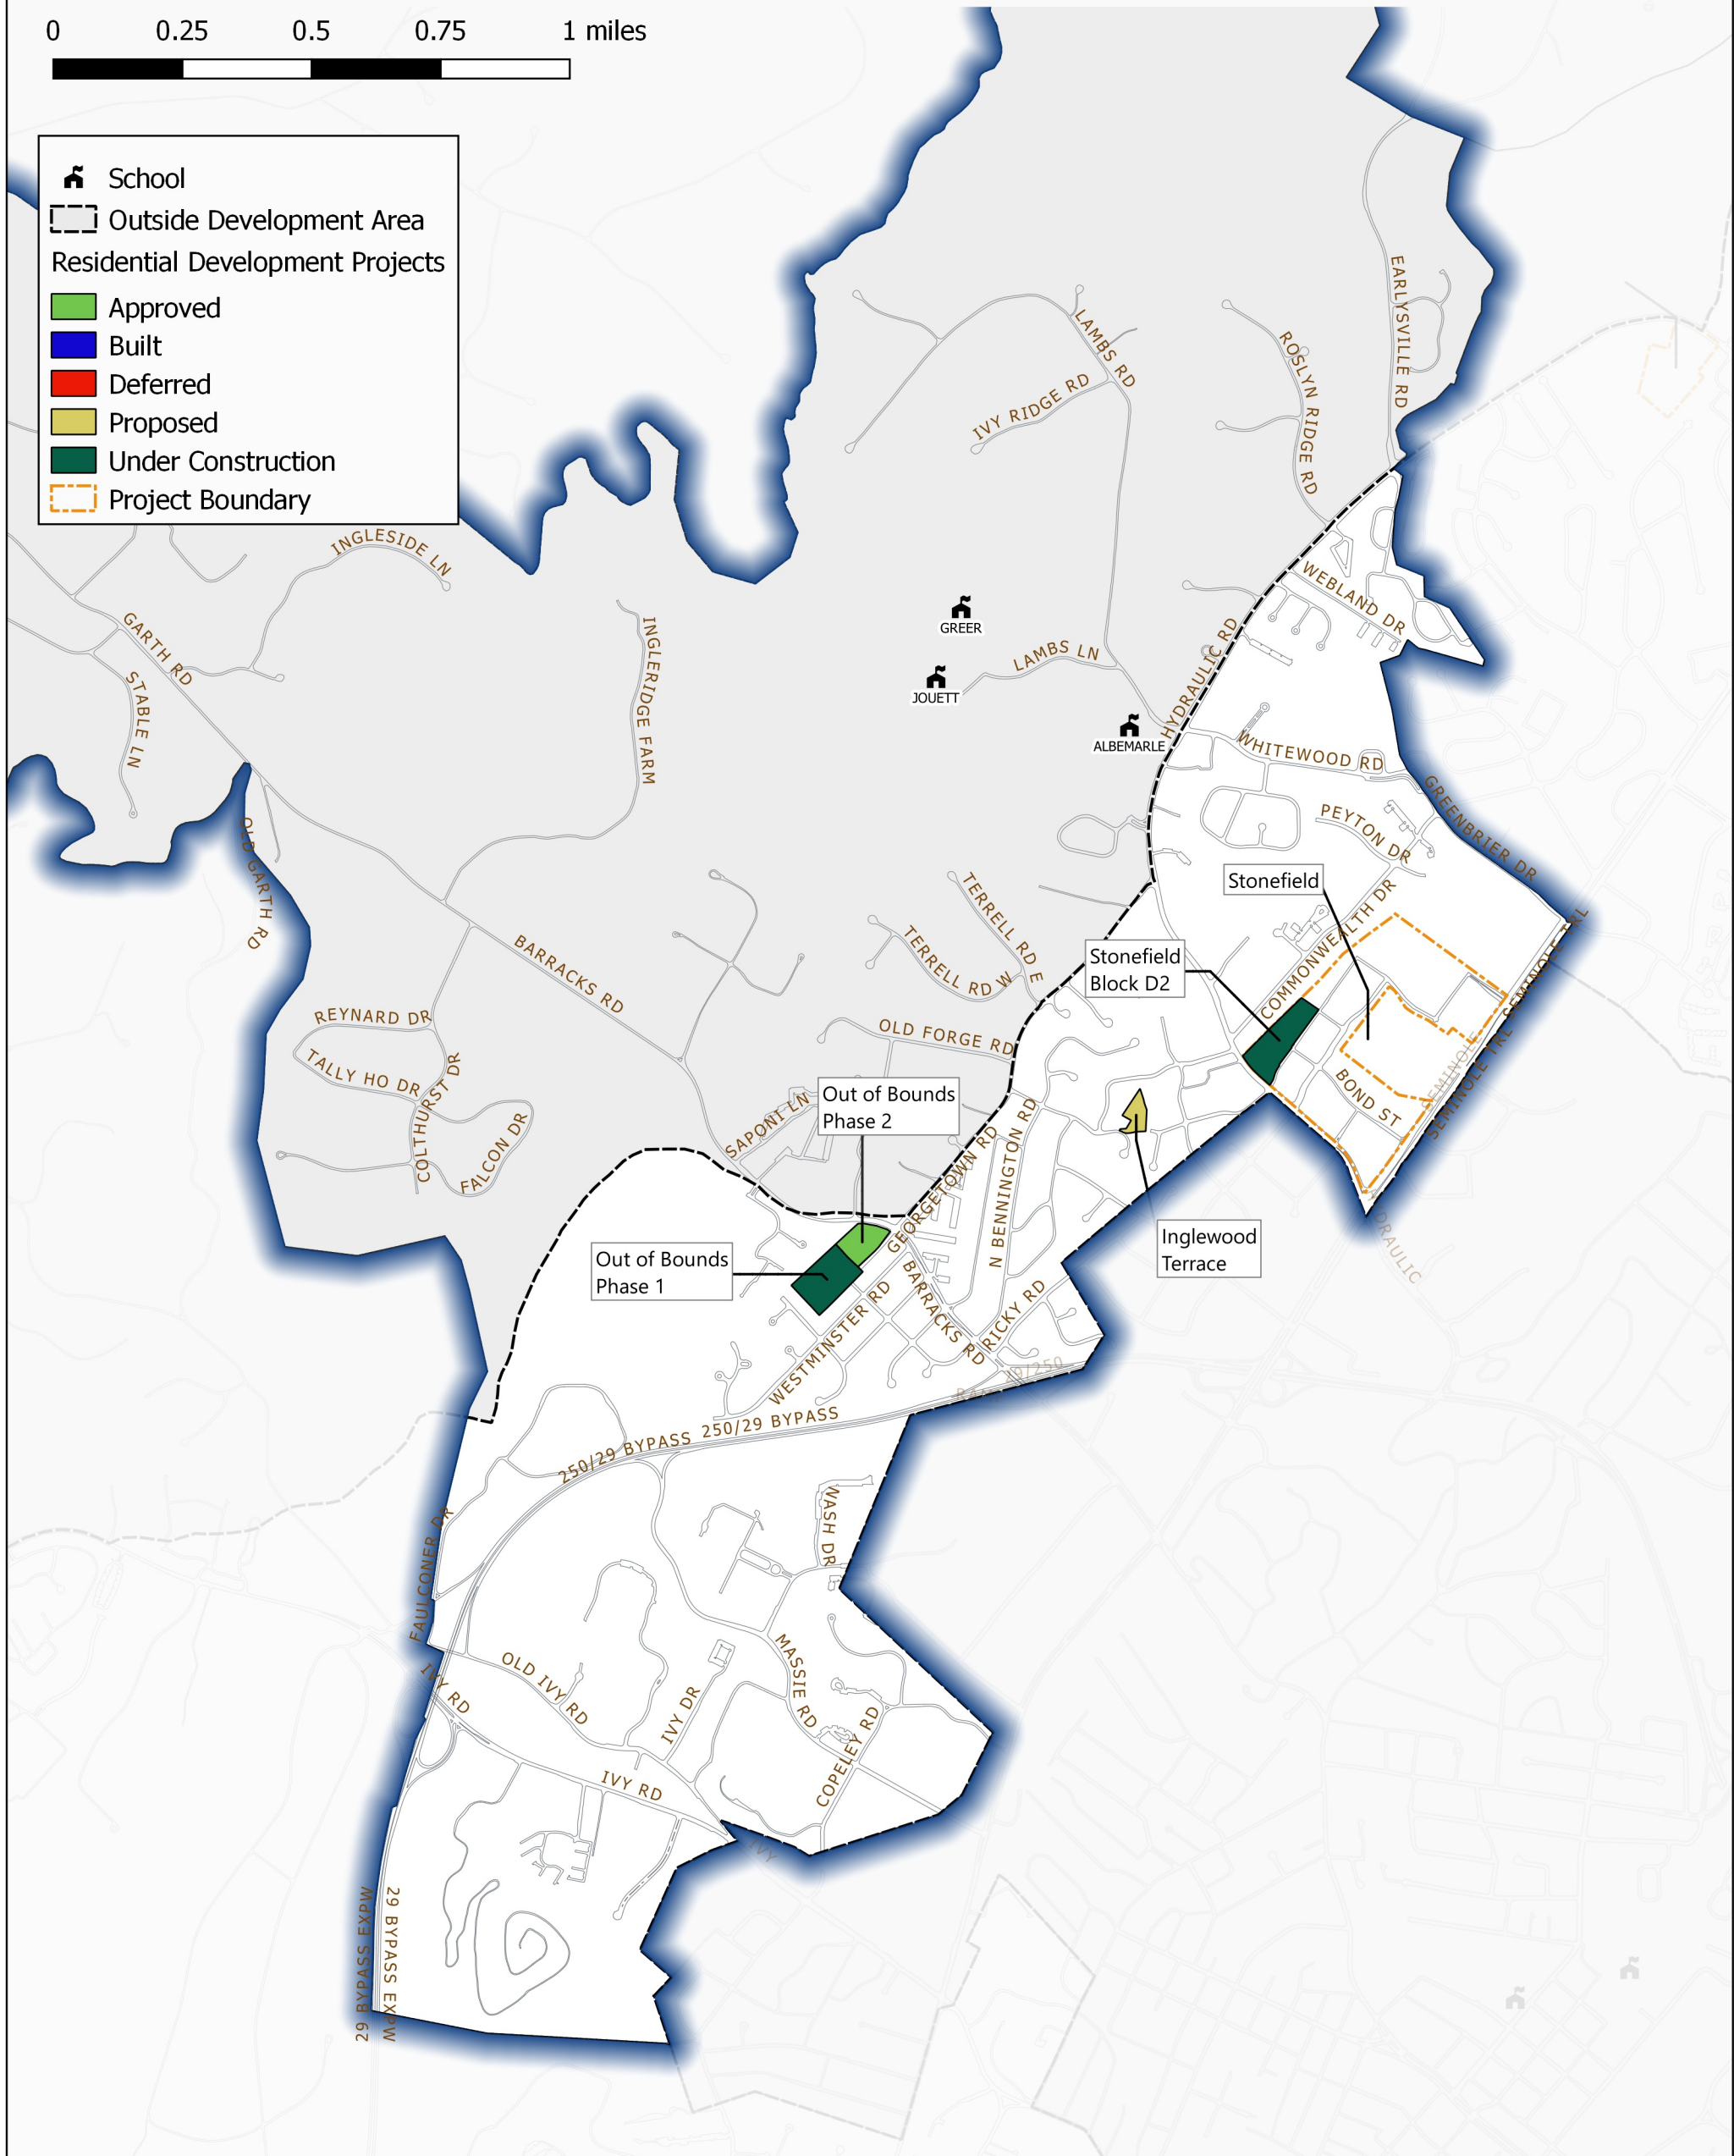 0 0.25 0.5 0.75 1 miles
School
Outside Development Area
Residential Development Projects
Approved
Built
Deferred
Proposed
Under Construction
Project Boundary
EARLYSVILLE RD
LAMBS RD
ROSLYN RIDGE RD
IVY RIDGE RD
INGLESIDE LN
WEBLAND DR
GREER
GARTH RD
INGLERIDGE FARM
HYDRAULIC RD
LAMBS LN
JOUETT
STABLE LN
ALBEMARLE
WHITEWOOD RD
GREENBRIER DR
PEYTON DR
OLD GARTH RD
Stonefield
COMMONWEALTH DR
TERRELL RD E
TERRELL RD W
SEMINOLE TRL
BARRACKS RD
Stonefield
Block D2
REYNARD DR
OLD FORGE RD
TALLY HO DR
COLTHURST DR
SEMINOLE
SEMINOLE TRL
BOND ST
Out of Bounds
Phase 2
SAPONI LN
FALCON DR
GEORGETOWN RD
N BENNINGTON RD
Inglewood
Terrace
DRAULIC
Out of Bounds
Phase 1
BARRACKS RD
WESTMINSTER RD
RICKY RD
250/29 BYPASS
250/29 BYPASS
NASH DR
FAULCONER DR
OLD IVY RD
IVY RD
IVY DR
MASSIE RD
COPELEY RD
IVY RD
IVY
29 BYPASS EXPW
29 BYPASS EXPW